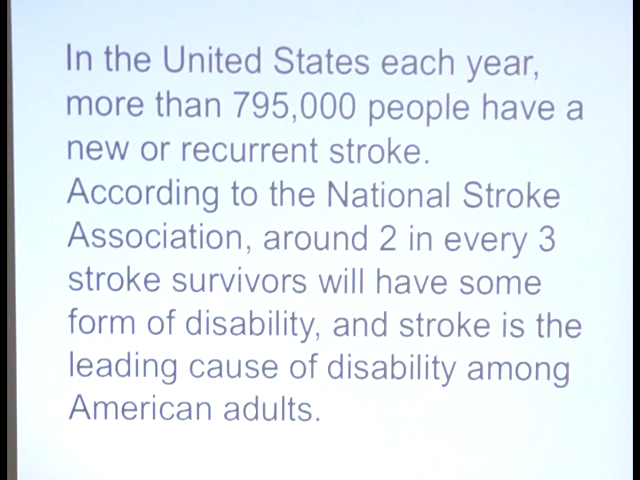 In the United States each year,
more than 795,000 people have a
new or recurrent stroke.
According to the National Stroke
Association, around 2 in every 3
stroke survivors will have some
form of disability, and stroke is the
leading cause of disability among
American adults.